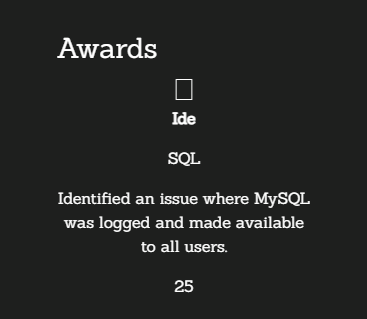 Awards
Ide
SQL
Identified an issue where MySQL
was logged and made available
to all users.
25